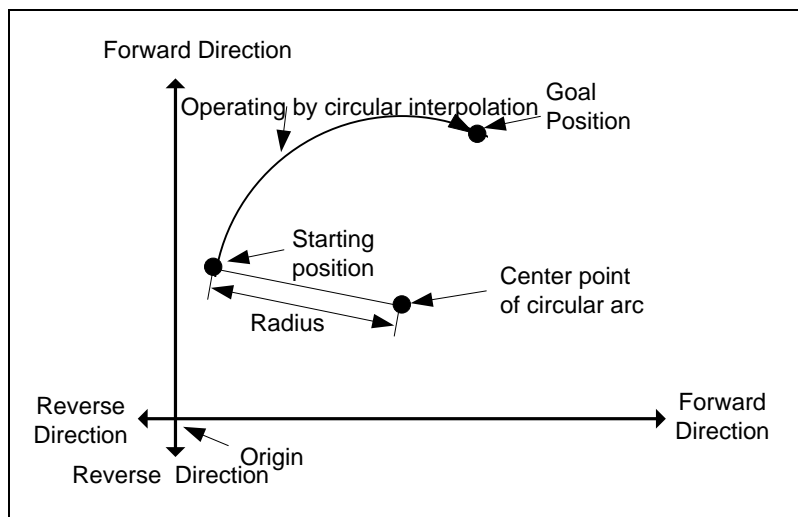 Forward Direction
Operating by circular interpolation
Goal
Position
Starting
position
Center point
of circular arc
Radius
Reverse
Direction
Forward
Direction
Origin
Reverse  Direction